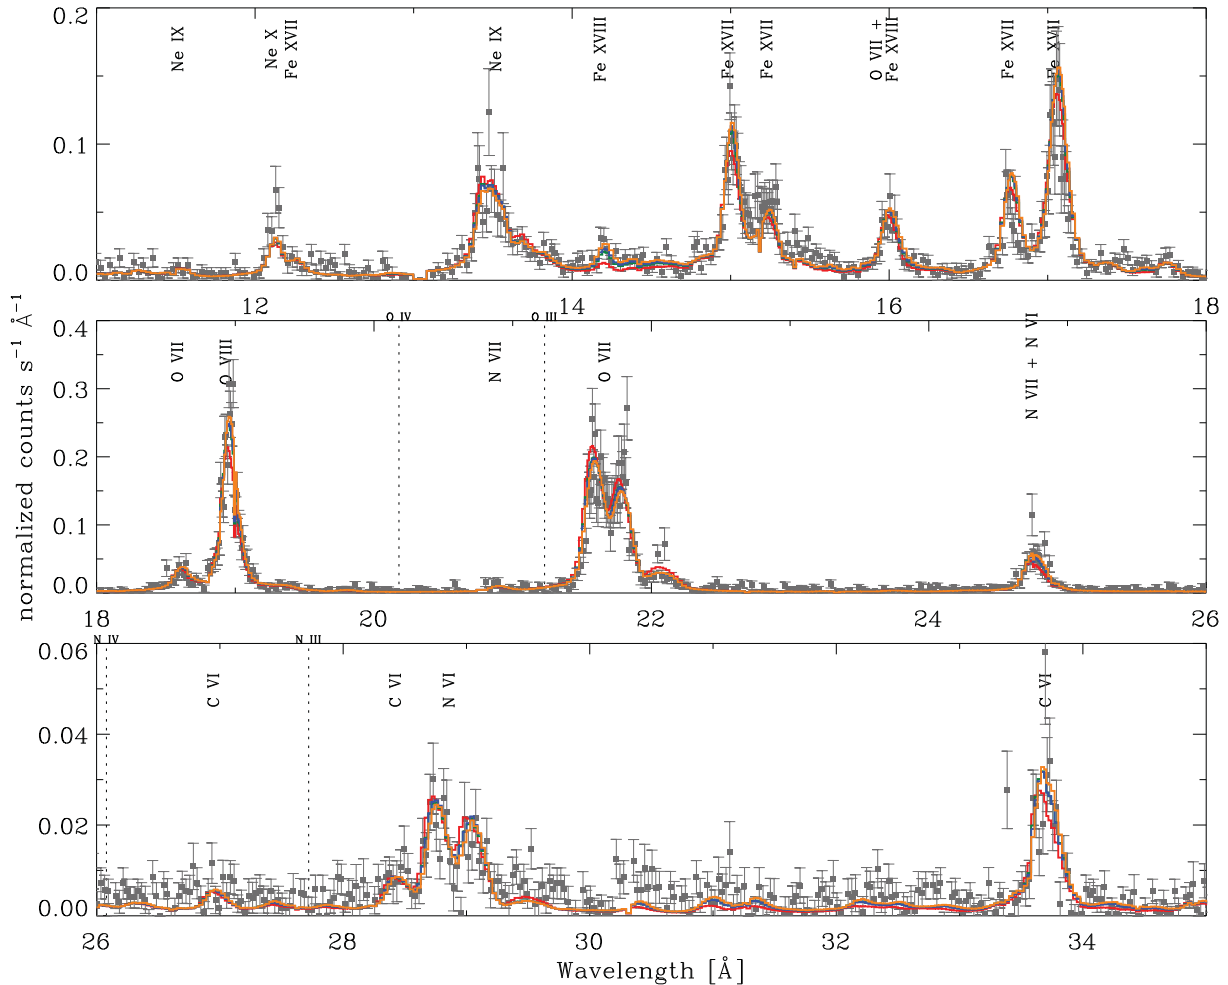 0.2
0.1
0.0
Ne IX
Ne X
Fe XVII
Ne IX
Fe XVIII
Fe XVII
Fe XVII
O VII +
Fe XVIII
Fe XVII
Fe XVII
12
14
16
18
0.4
0.3
0.2
0.1
0.0
O VII
O VIII
O IV
N VII
O III
O VII
N VII + N VI
18
20
22
24
26
normalized counts s⁻¹ Å⁻¹
0.06
0.04
0.02
0.00
N IV
C VI
N III
C VI
N VI
C VI
26
28
30
32
34
Wavelength [Å]